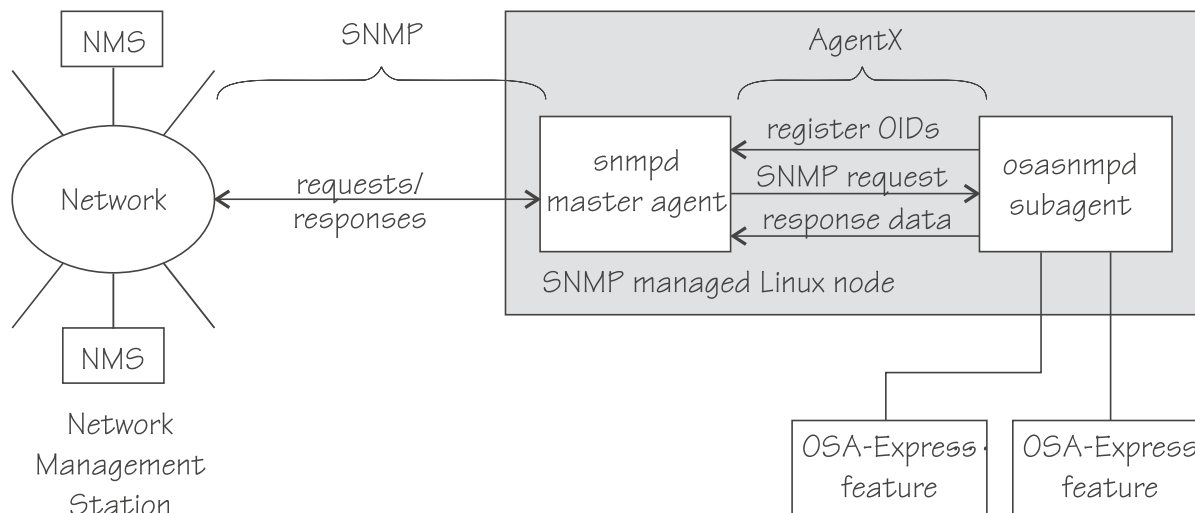 NMS
SNMP
AgentX
register OIDs
snmpd
master agent
SNMP request
osasnmpd
subagent
Network
requests/
responses
response data
SNMP managed Linux node
NMS
Network
Management
Station
OSA-Express
feature
OSA-Express
feature